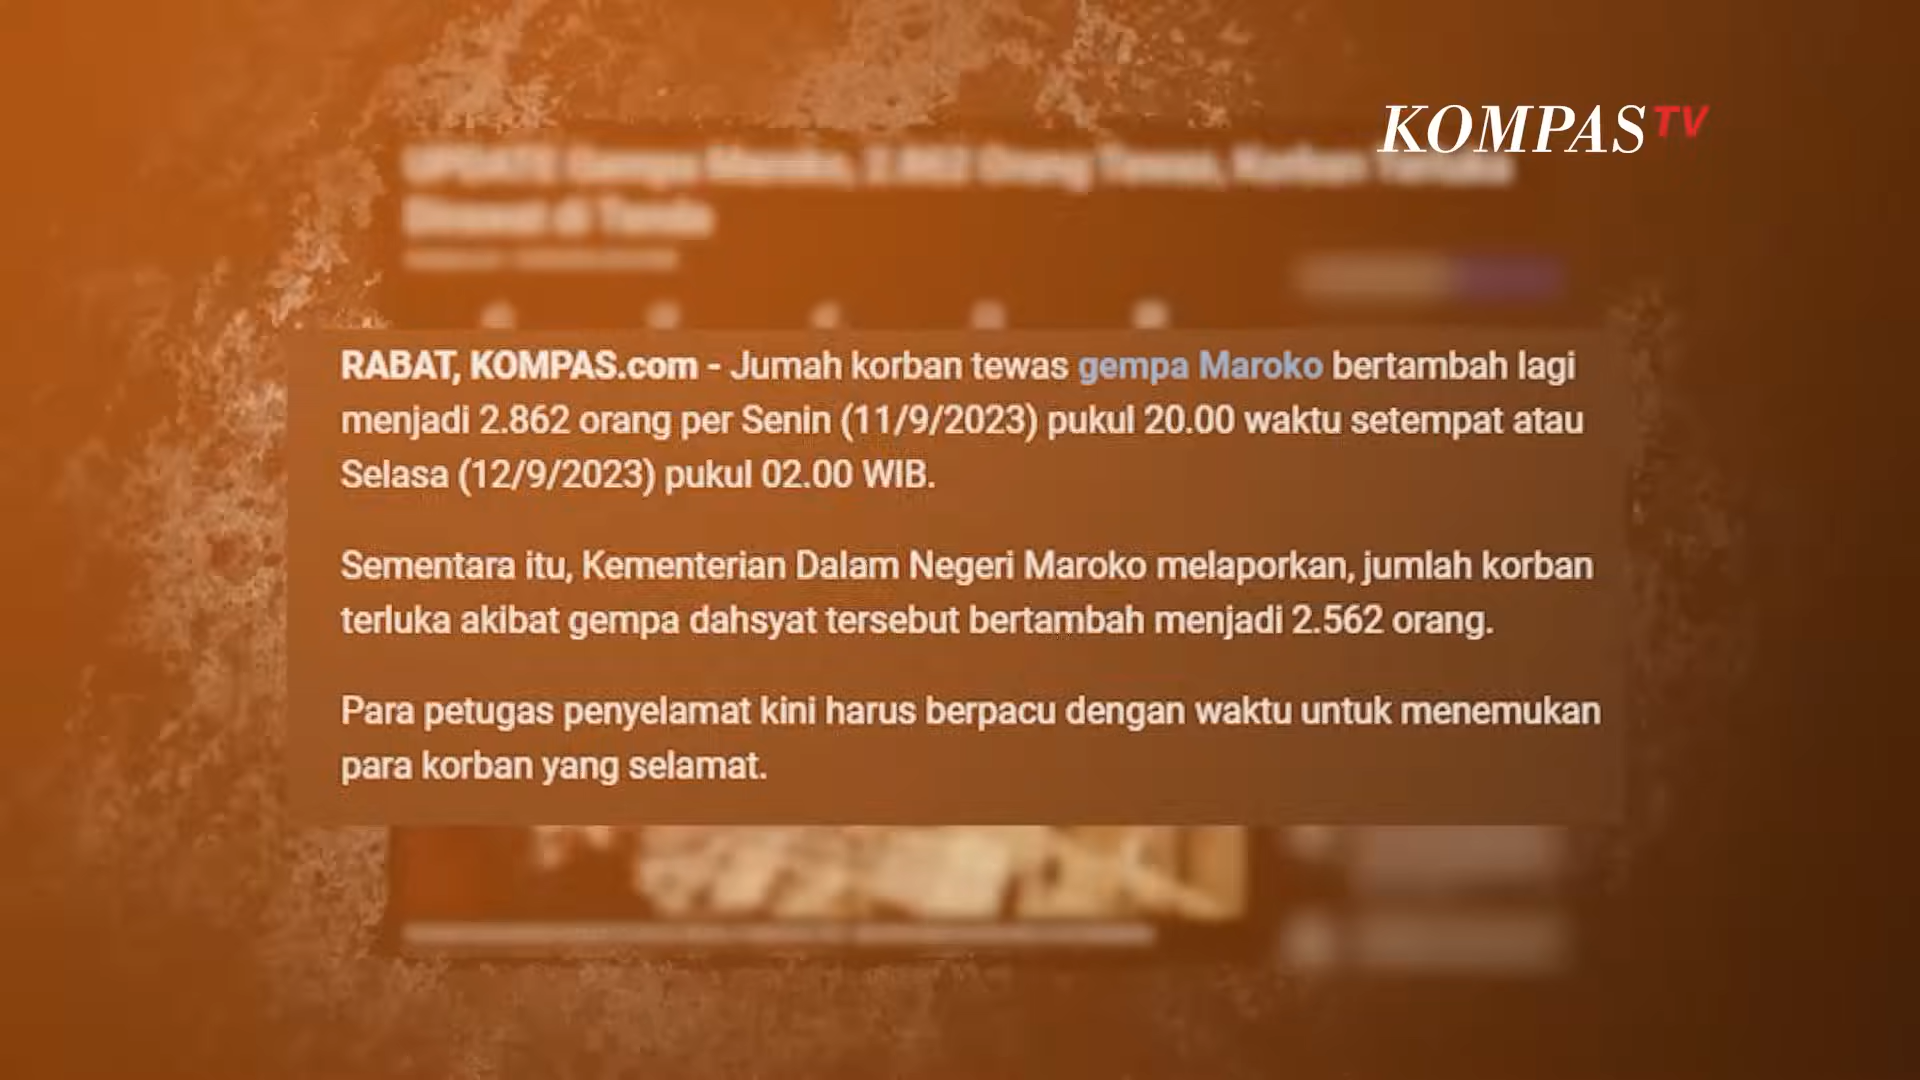 KOMPAS TV
RABAT, KOMPAS.com - Jumah korban tewas gempa Maroko bertambah lagi
menjadi 2.862 orang per Senin (11/9/2023) pukul 20.00 waktu setempat atau
Selasa (12/9/2023) pukul 02.00 WIB.
Sementara itu, Kementerian Dalam Negeri Maroko melaporkan, jumlah korban
terluka akibat gempa dahsyat tersebut bertambah menjadi 2.562 orang.
Para petugas penyelamat kini harus berpacu dengan waktu untuk menemukan
para korban yang selamat.